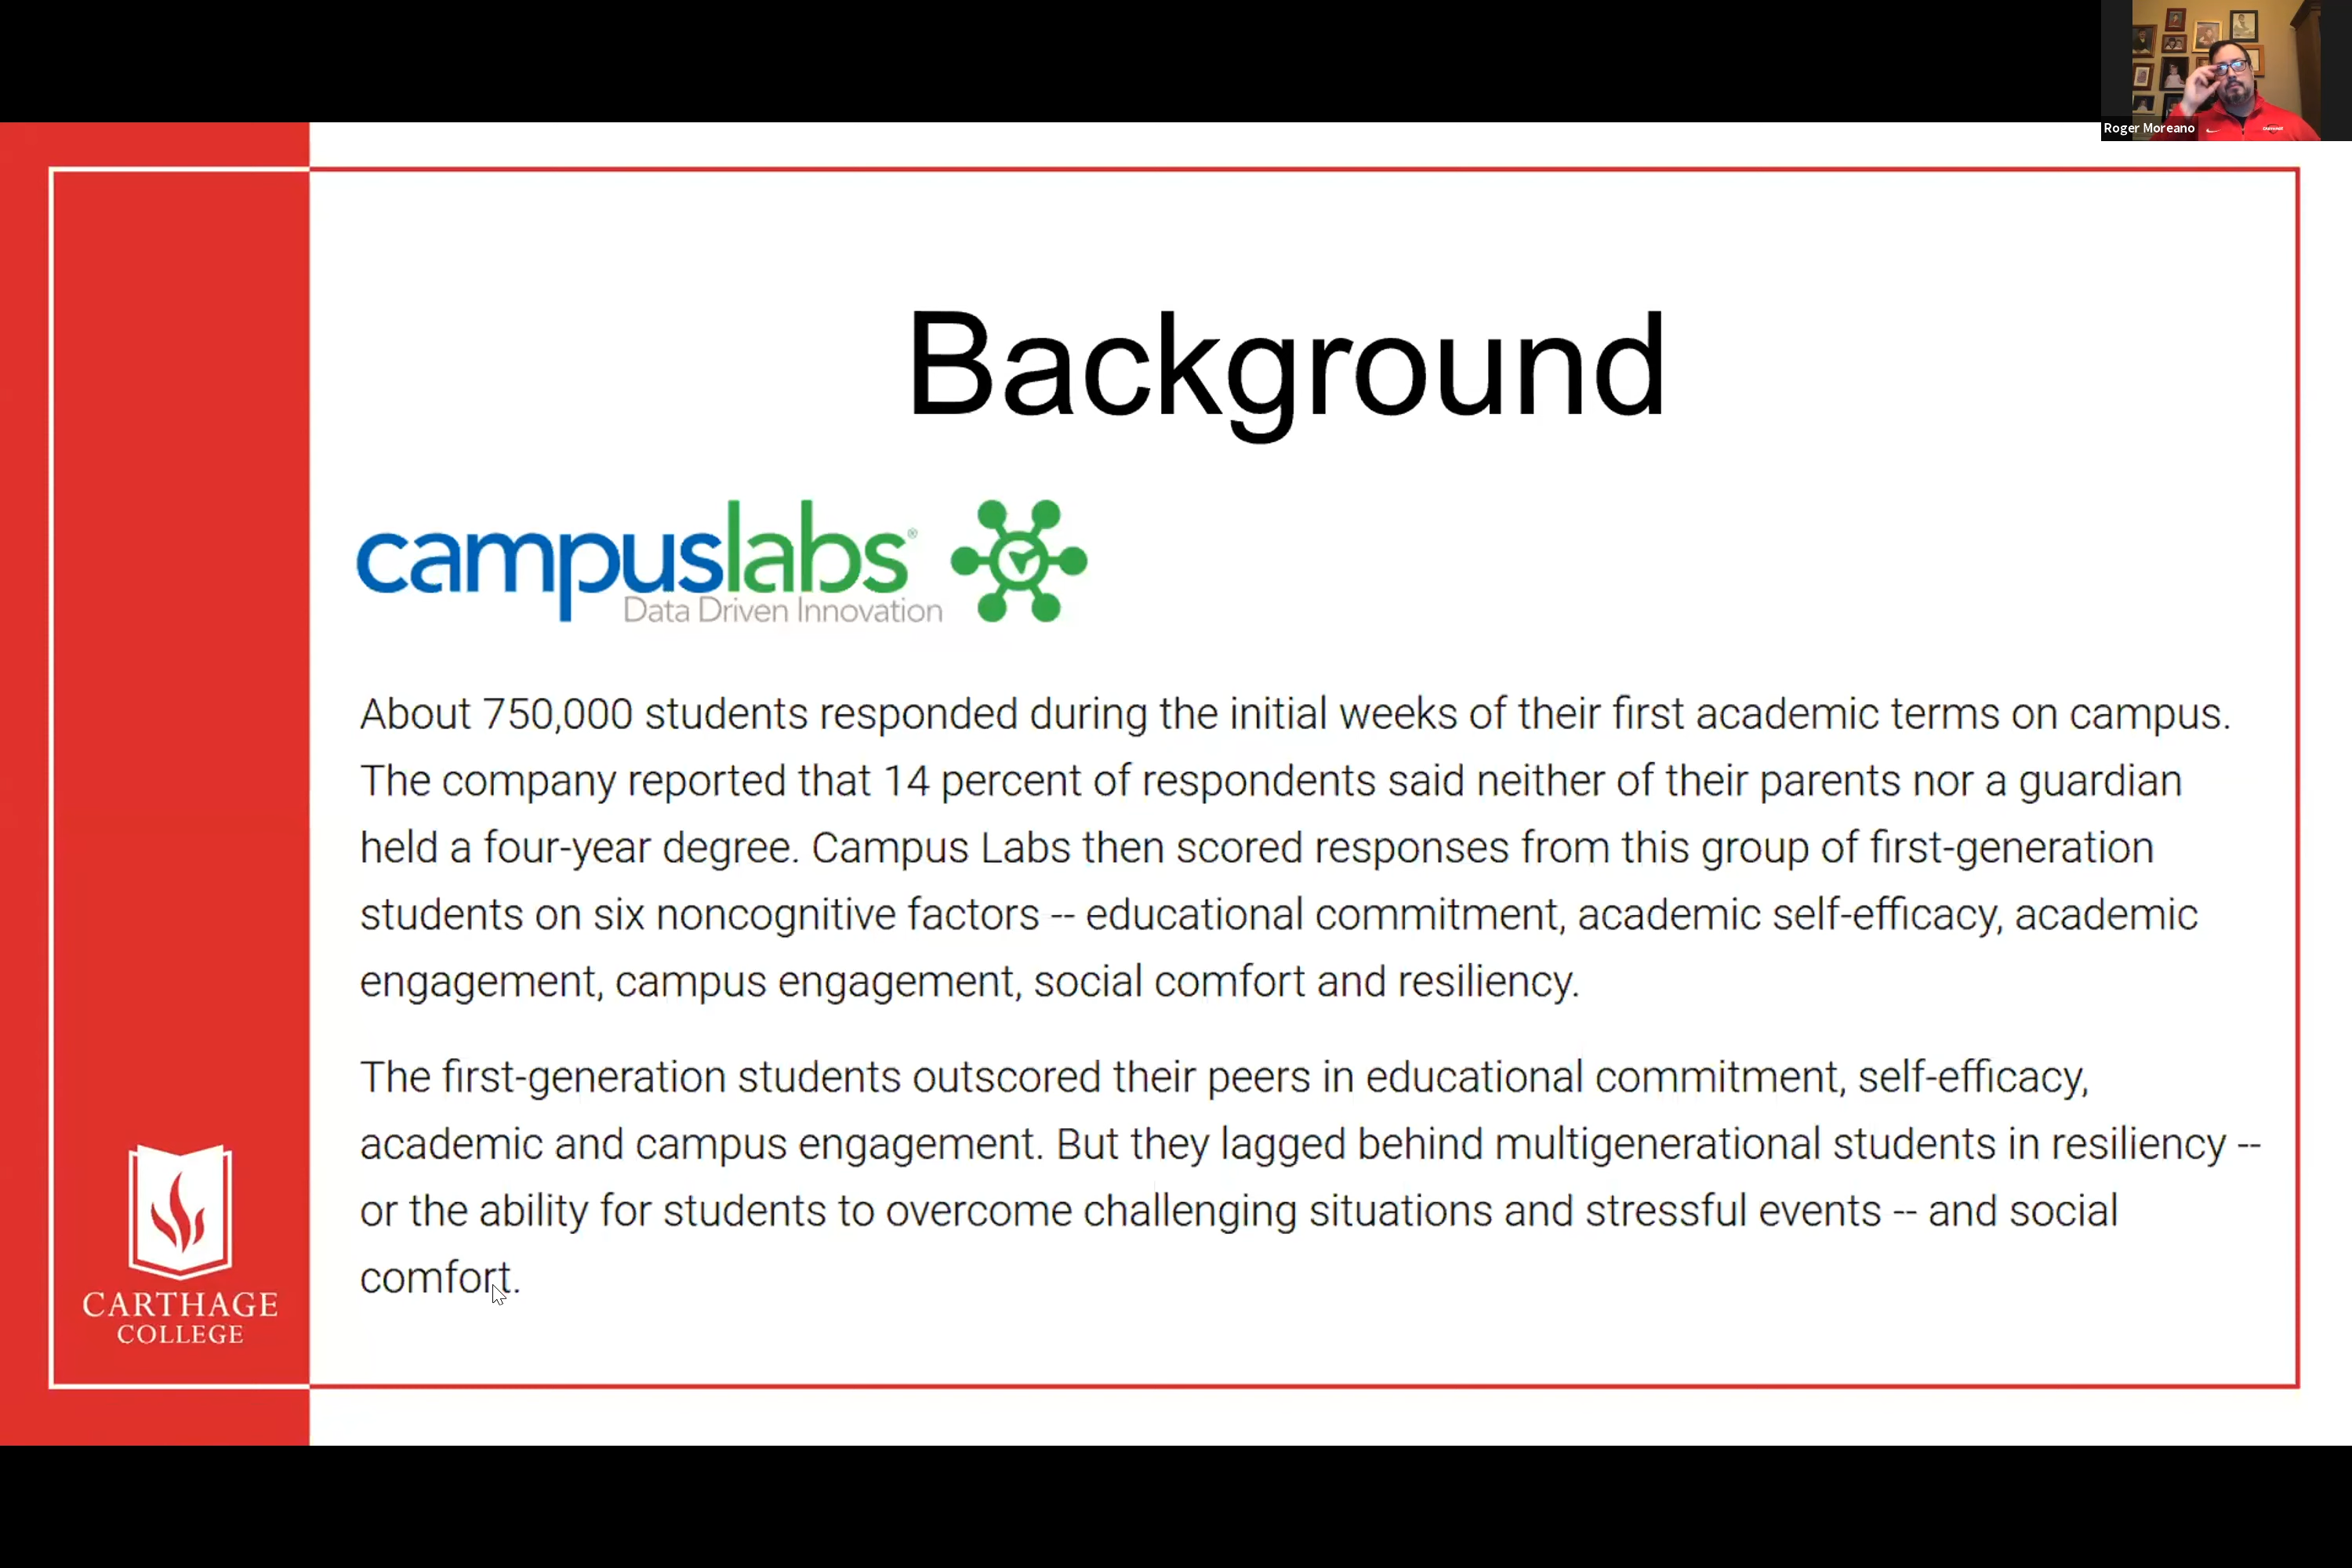 Roger Moreano
Background
campuslabs®
Data Driven Innovation
About 750,000 students responded during the initial weeks of their first academic terms on campus.
The company reported that 14 percent of respondents said neither of their parents nor a guardian
held a four-year degree. Campus Labs then scored responses from this group of first-generation
students on six noncognitive factors -- educational commitment, academic self-efficacy, academic
engagement, campus engagement, social comfort and resiliency.
The first-generation students outscored their peers in educational commitment, self-efficacy,
academic and campus engagement. But they lagged behind multigenerational students in resiliency --
or the ability for students to overcome challenging situations and stressful events -- and social
comfort.
CARTHAGE
COLLEGE